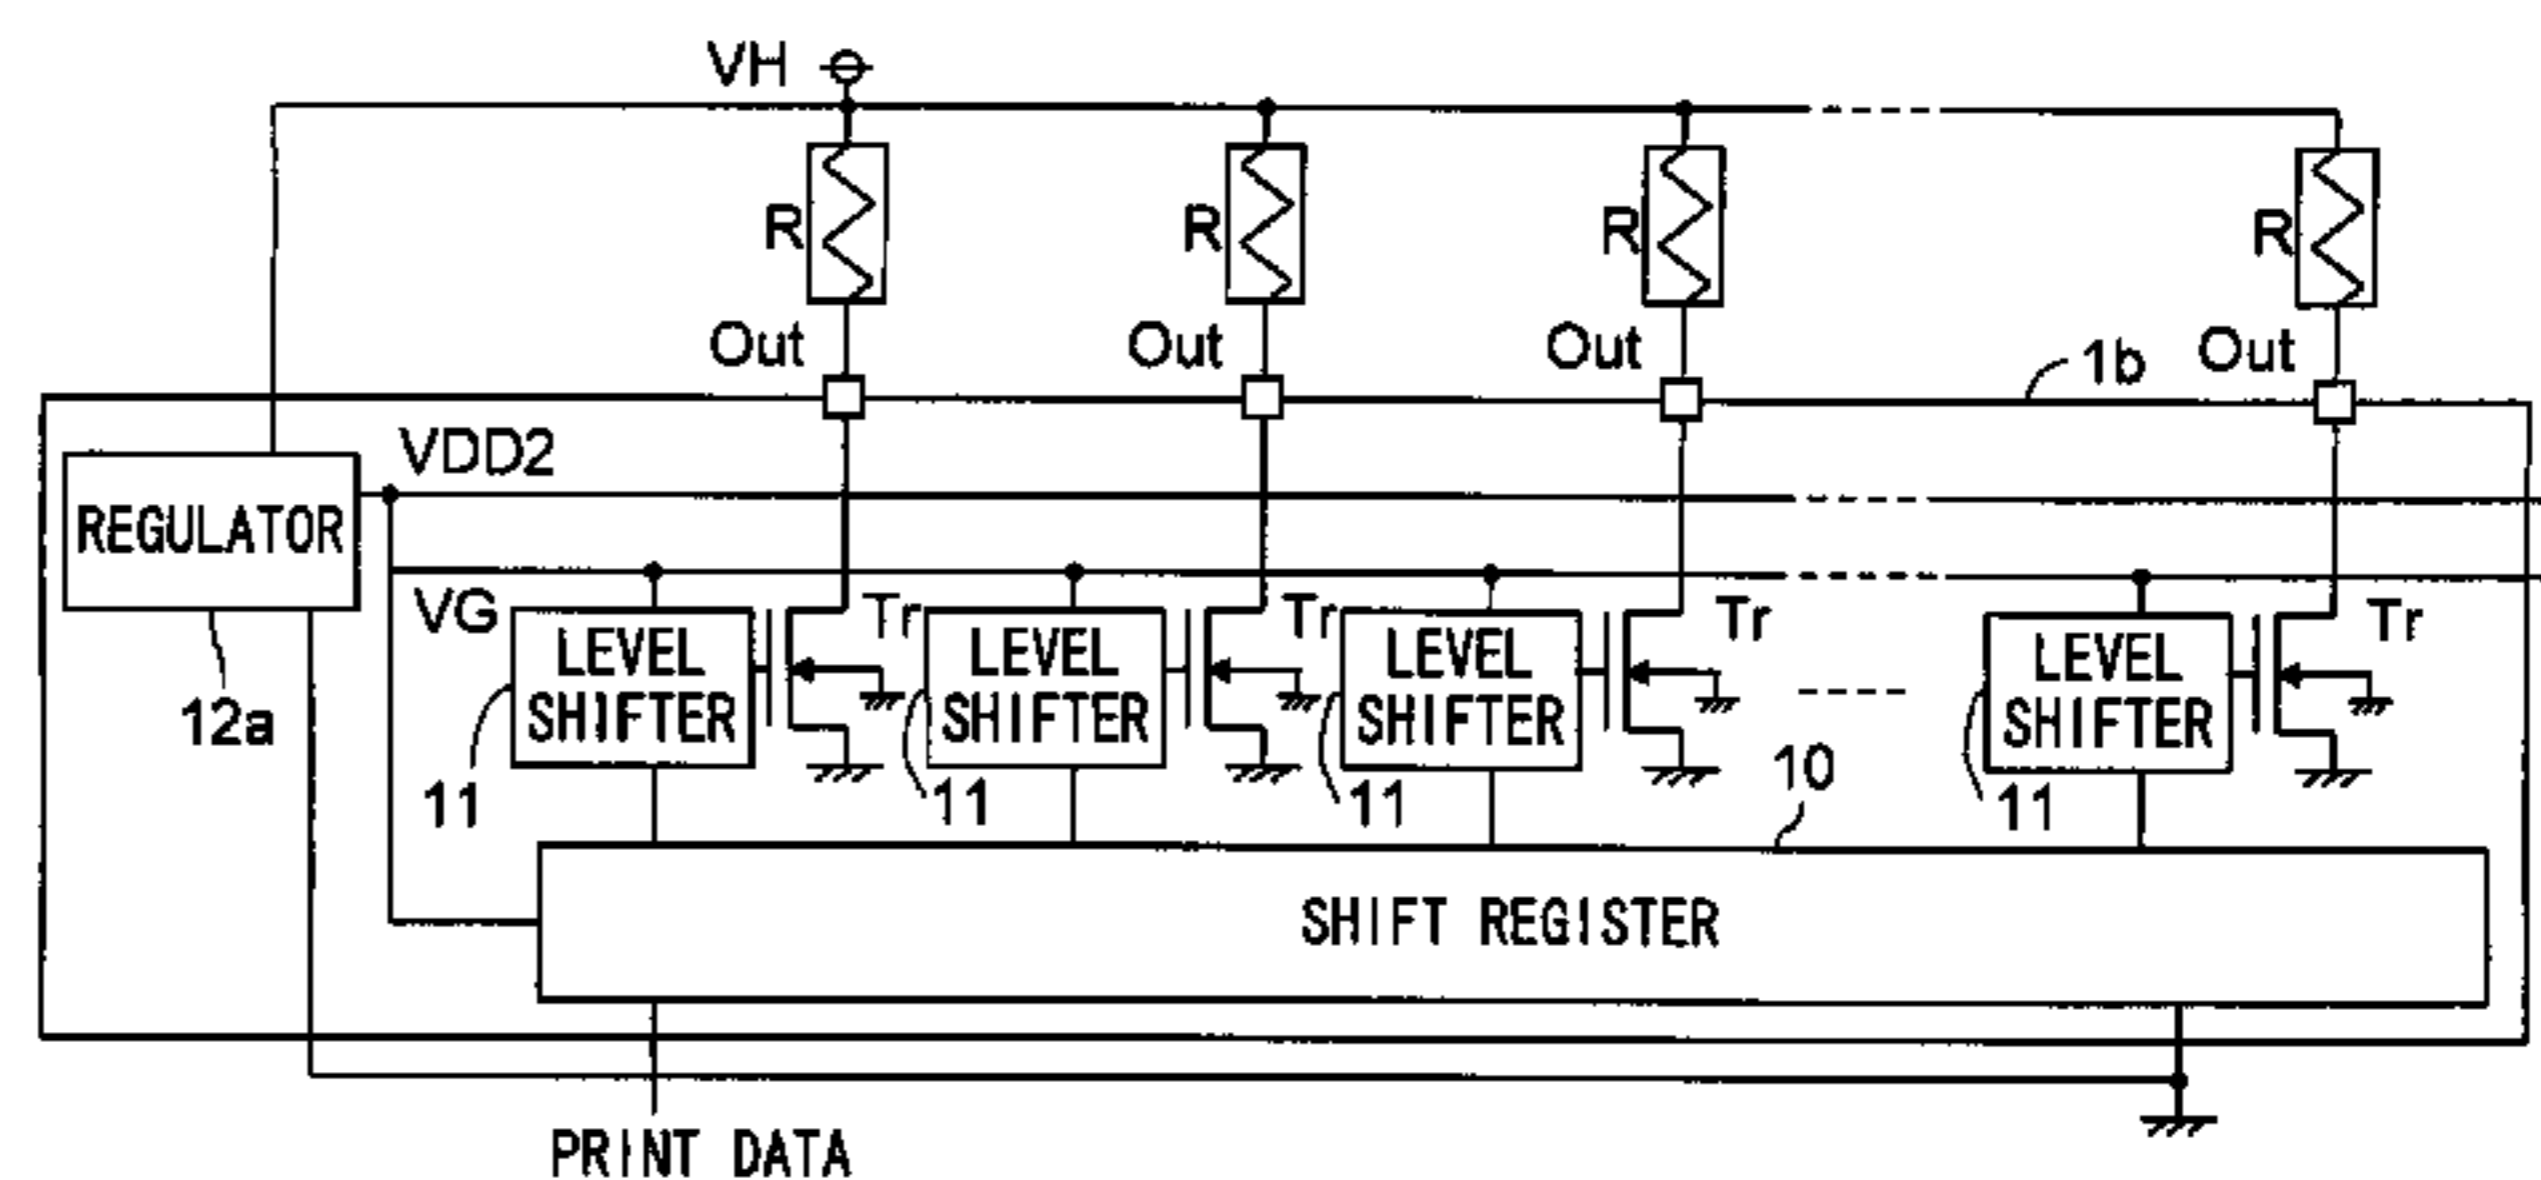 VH
R R R R
Out Out Out 1b Out
VDD2
REGULATOR
VG Tr Tr Tr Tr
LEVEL SHIFTER
LEVEL SHIFTER
LEVEL SHIFTER
LEVEL SHIFTER
12a
11 11 11 10 11
SHIFT REGISTER
PRINT DATA